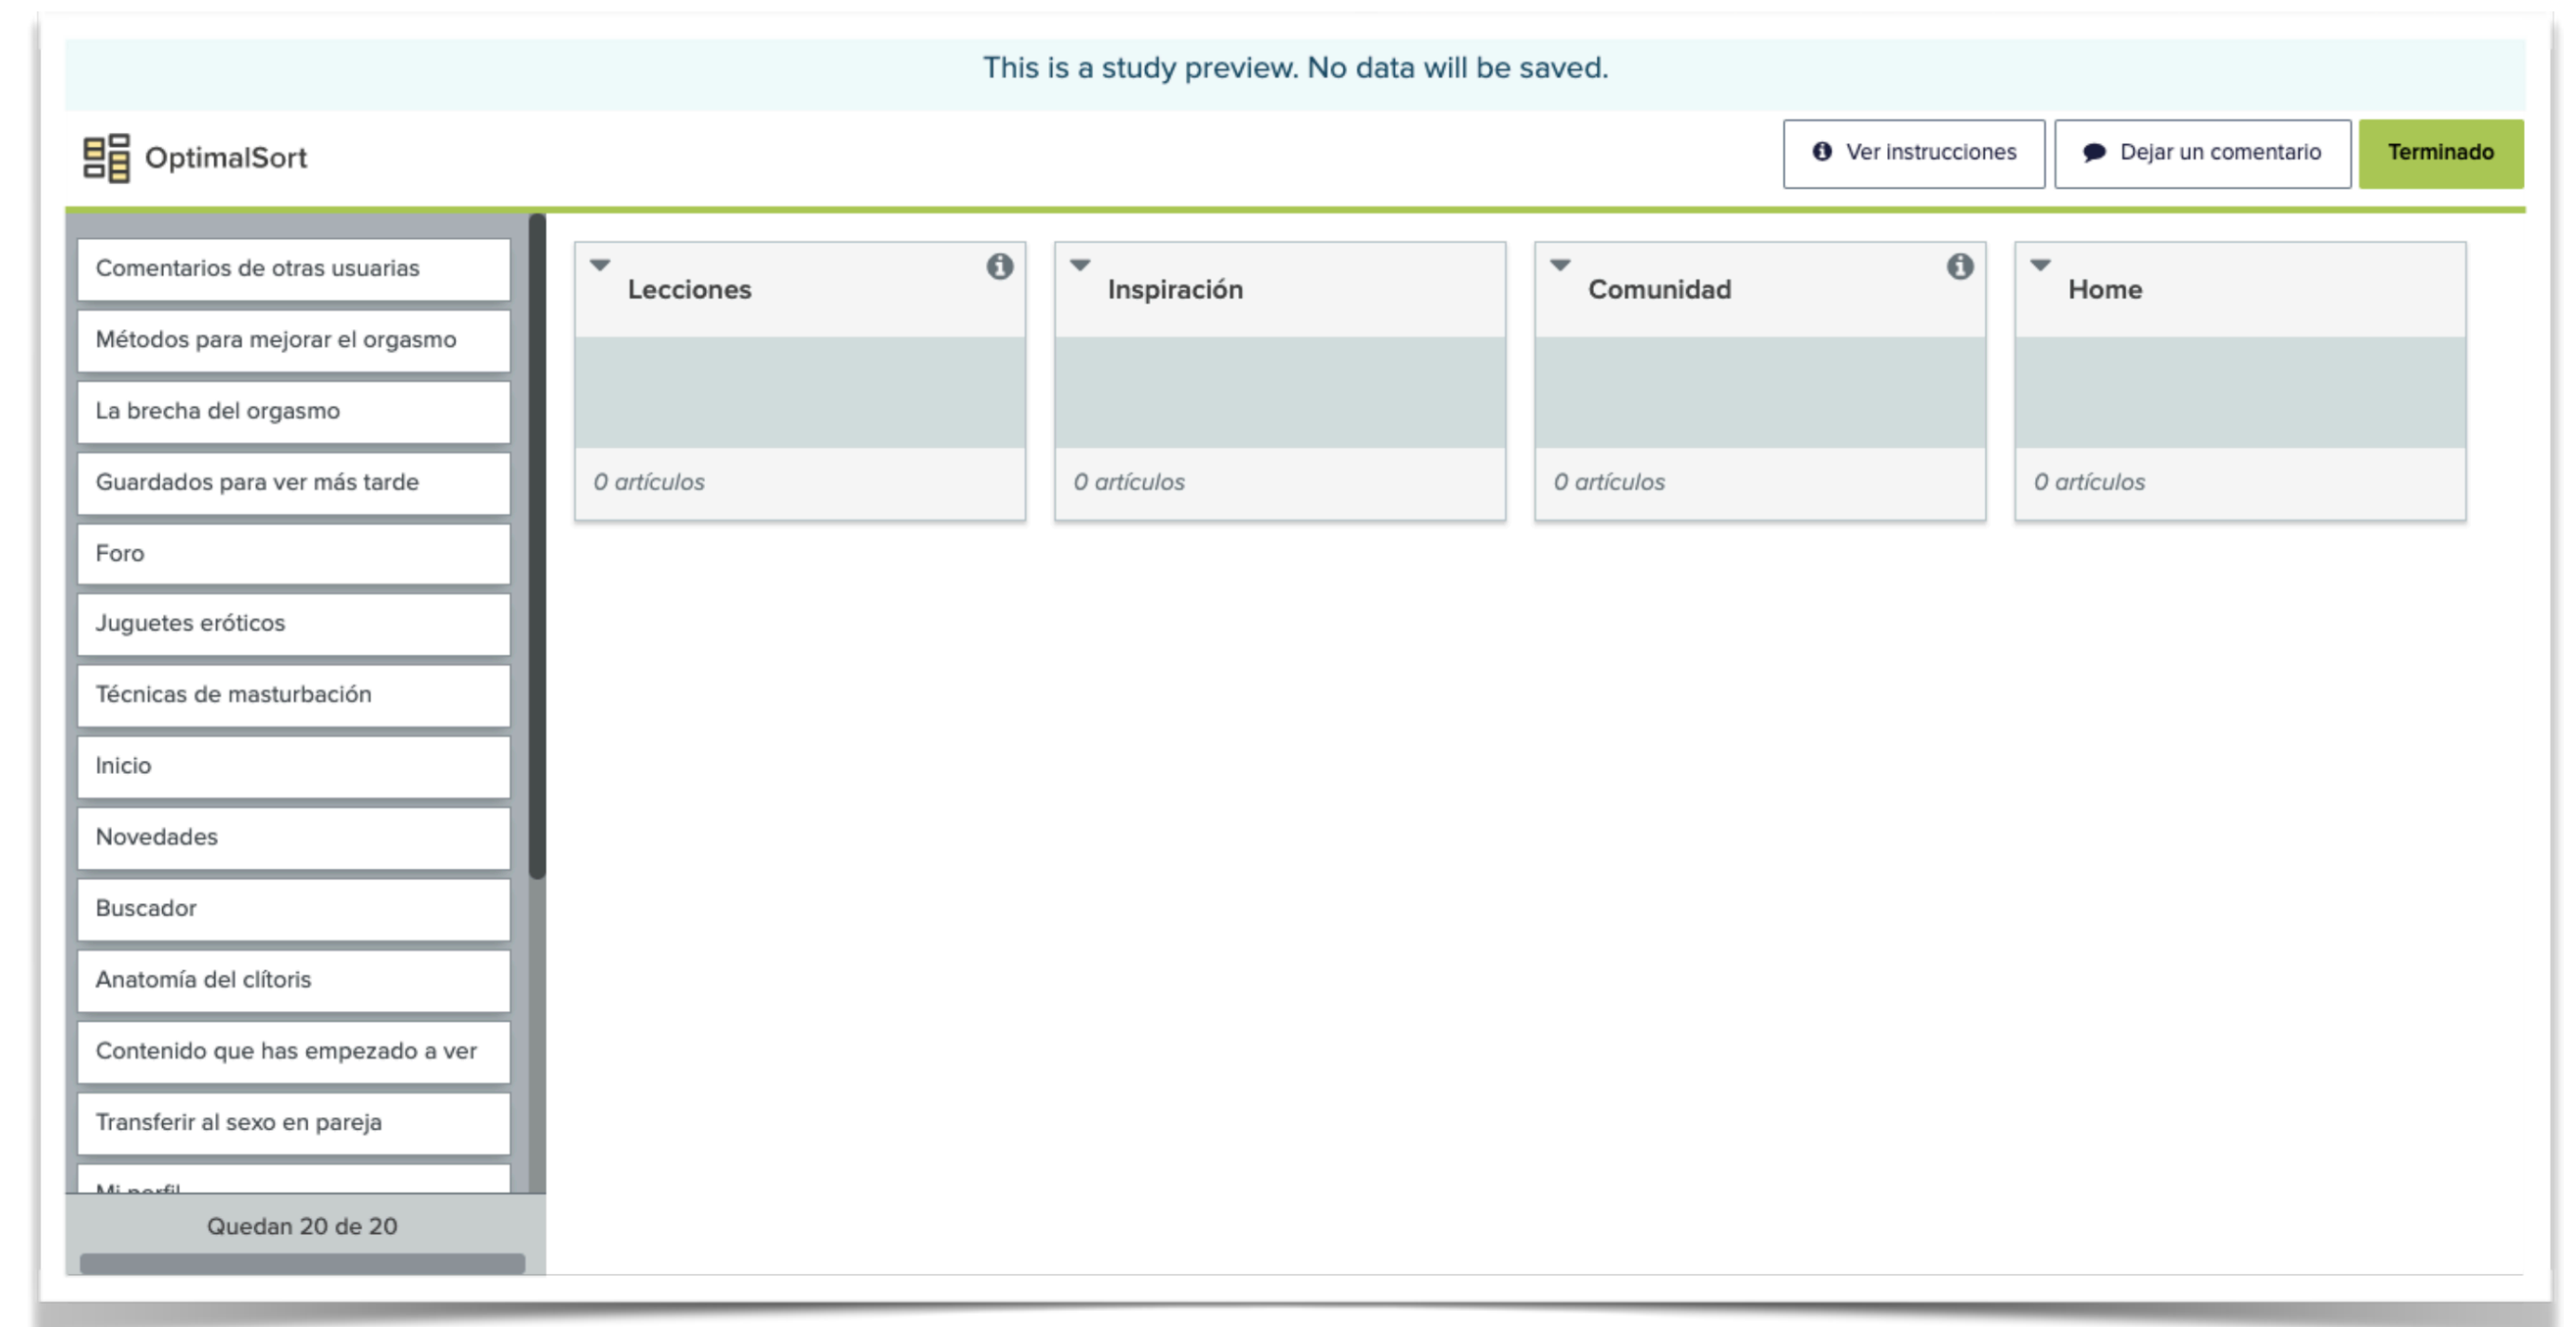 This is a study preview. No data will be saved.
OptimalSort
Ver instrucciones
Dejar un comentario
Terminado
Comentarios de otras usuarias
Métodos para mejorar el orgasmo
La brecha del orgasmo
Guardados para ver más tarde
Foro
Juguetes eróticos
Técnicas de masturbación
Inicio
Novedades
Buscador
Anatomía del clítoris
Contenido que has empezado a ver
Transferir al sexo en pareja
Mi perfil
Quedan 20 de 20
Lecciones
0 artículos
Inspiración
0 artículos
Comunidad
0 artículos
Home
0 artículos